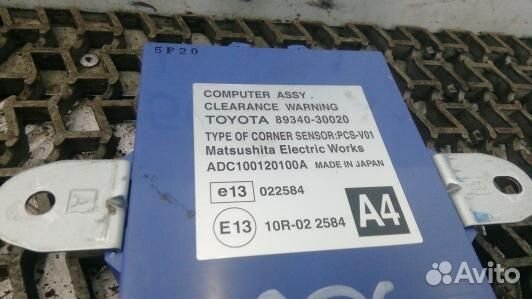 5F20
COMPUTER ASSY.
CLEARANCE WARNING
TOYOTA 89340-30020
TYPE OF CORNER SENSOR:PCS-V01
Matsushita Electric Works
ADC100120100A MADE IN JAPAN
e13 022584
E13 10R-02 2584
A4
Avito